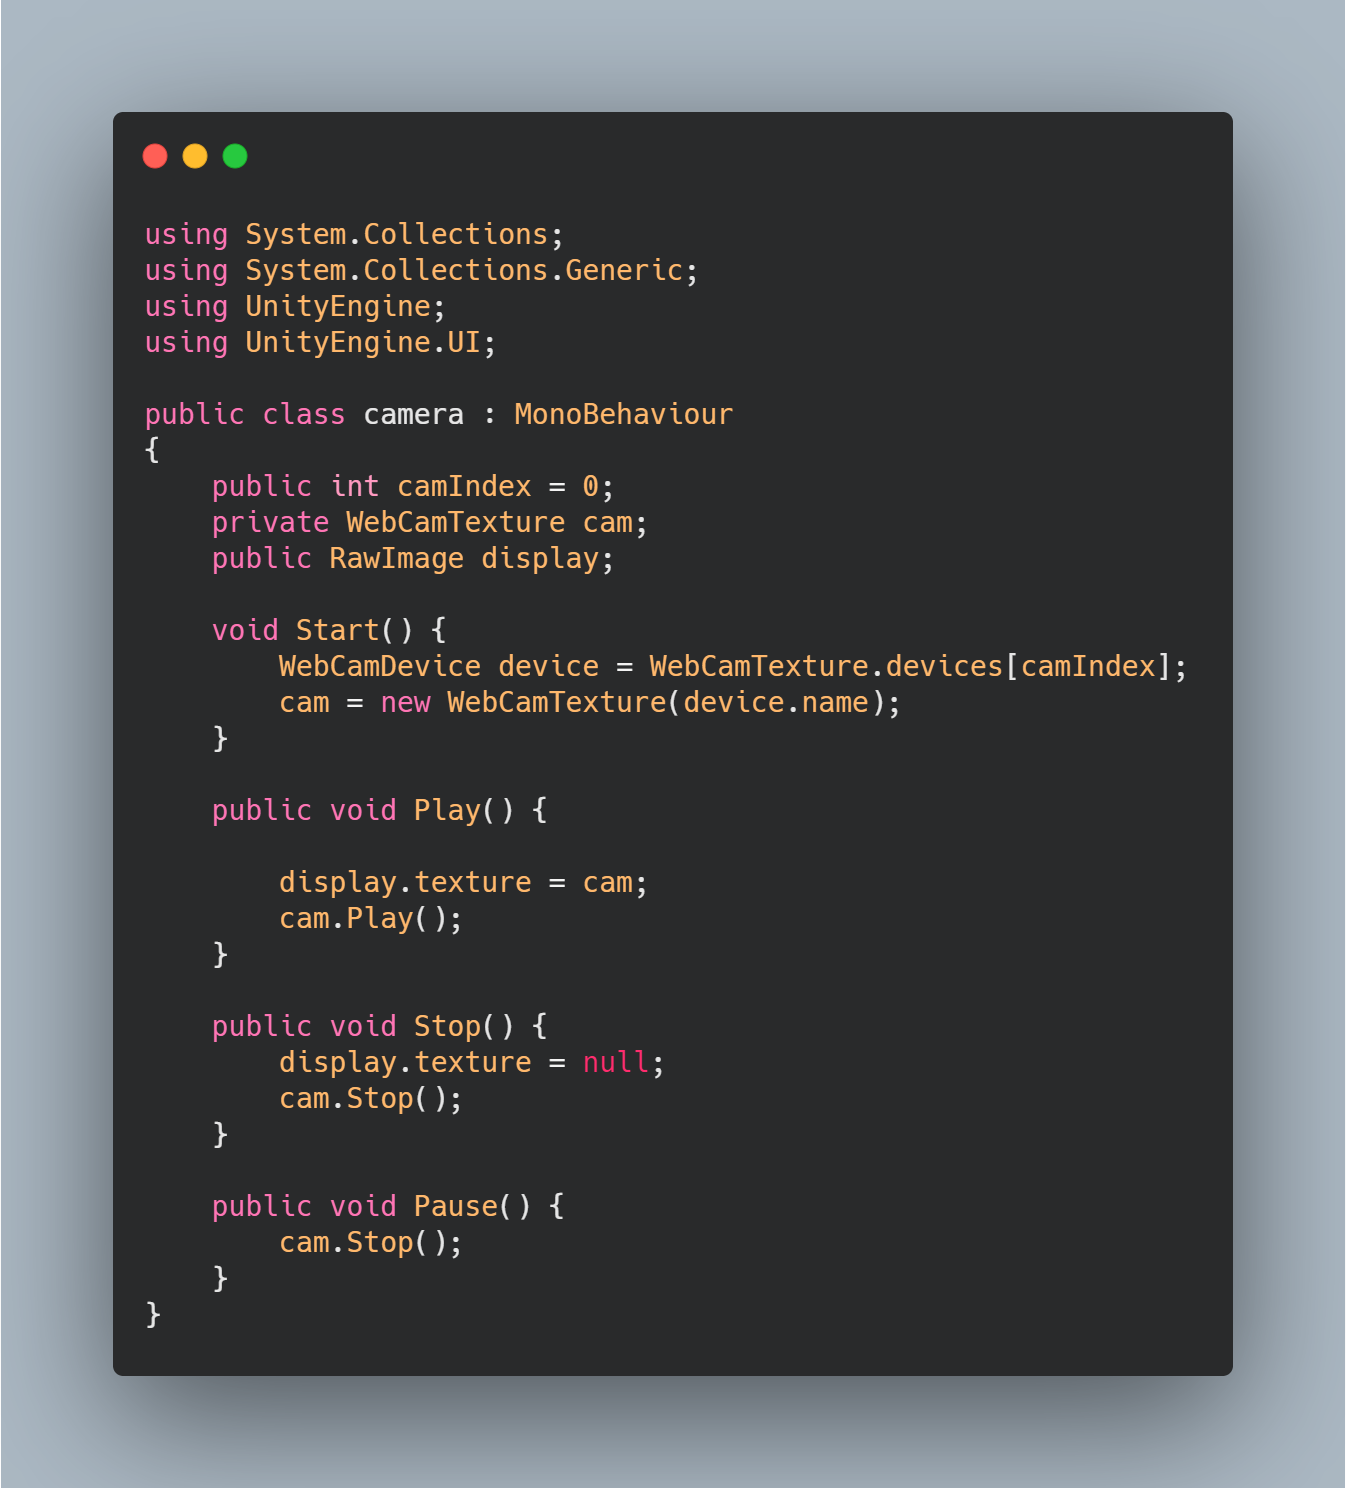 using System.Collections;
using System.Collections.Generic;
using UnityEngine;
using UnityEngine.UI;

public class camera : MonoBehaviour
{
    public int camIndex = 0;
    private WebCamTexture cam;
    public RawImage display;

    void Start() {
        WebCamDevice device = WebCamTexture.devices[camIndex];
        cam = new WebCamTexture(device.name);
    }

    public void Play() {

        display.texture = cam;
        cam.Play();
    }

    public void Stop() {
        display.texture = null;
        cam.Stop();
    }

    public void Pause() {
        cam.Stop();
    }
}